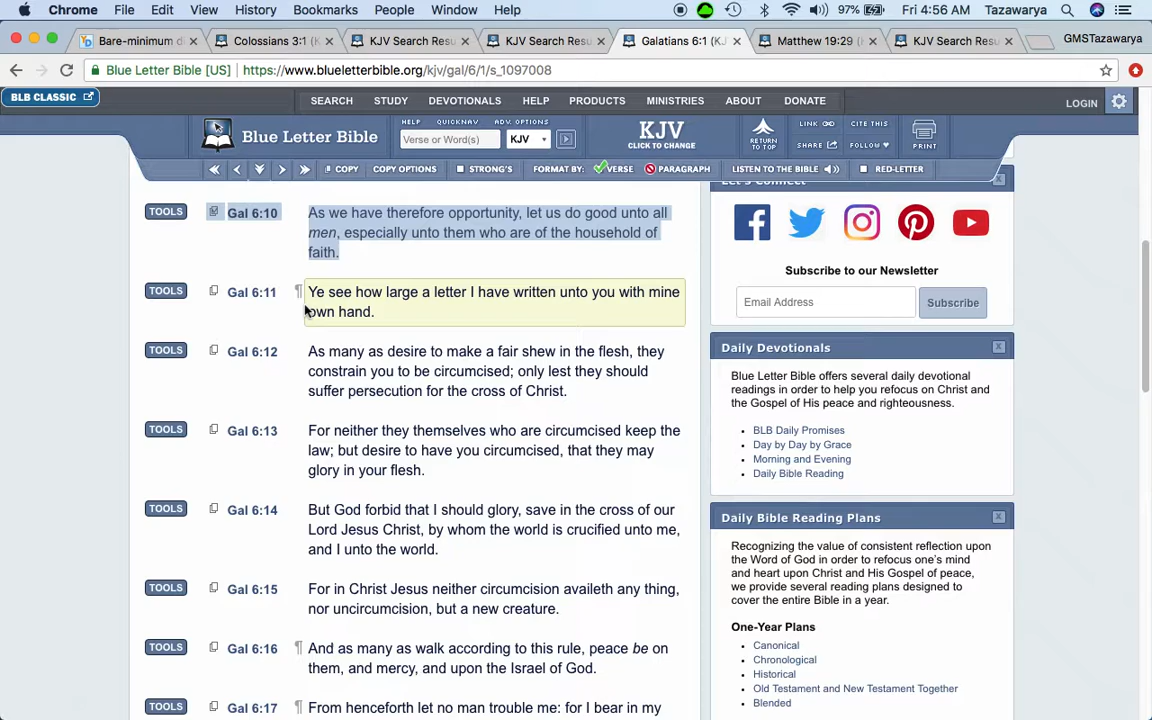 Chrome File Edit View History Bookmarks People Window Help 97% Fri 4:56 AM Tazawarya
Bare-minimum di
Colossians 3:1 (
KJV Search Resu
KJV Search Resu
Galatians 6:1 (KJ
Matthew 19:29 (
KJV Search Resu
GMSTazawarya
Blue Letter Bible [US] https://www.blueletterbible.org/kjv/gal/6/1/s_1097008
BLB CLASSIC
SEARCH STUDY DEVOTIONALS HELP PRODUCTS MINISTRIES ABOUT DONATE
LOGIN
Blue Letter Bible
HELP QUICKNAV ADV. OPTIONS
Verse or Word(s)
KJV
KJV
CLICK TO CHANGE
RETURN
TO TOP
LINK
CITE THIS
SHARE
FOLLOW
PRINT
COPY COPY OPTIONS STRONG'S FORMAT BY: VERSE PARAGRAPH LISTEN TO THE BIBLE RED-LETTER
TOOLS Gal 6:10 As we have therefore opportunity, let us do good unto all
men, especially unto them who are of the household of
faith.
TOOLS Gal 6:11 ¶ Ye see how large a letter I have written unto you with mine
own hand.
TOOLS Gal 6:12 As many as desire to make a fair shew in the flesh, they
constrain you to be circumcised; only lest they should
suffer persecution for the cross of Christ.
TOOLS Gal 6:13 For neither they themselves who are circumcised keep the
law; but desire to have you circumcised, that they may
glory in your flesh.
TOOLS Gal 6:14 But God forbid that I should glory, save in the cross of our
Lord Jesus Christ, by whom the world is crucified unto me,
and I unto the world.
TOOLS Gal 6:15 For in Christ Jesus neither circumcision availeth any thing,
nor uncircumcision, but a new creature.
TOOLS Gal 6:16 ¶ And as many as walk according to this rule, peace be on
them, and mercy, and upon the Israel of God.
TOOLS Gal 6:17 ¶ From henceforth let no man trouble me: for I bear in my
Let's Connect
Subscribe to our Newsletter
Email Address
Subscribe
Daily Devotionals
Blue Letter Bible offers several daily devotional
readings in order to help you refocus on Christ and
the Gospel of His peace and righteousness.
BLB Daily Promises
Day by Day by Grace
Morning and Evening
Daily Bible Reading
Daily Bible Reading Plans
Recognizing the value of consistent reflection upon
the Word of God in order to refocus one's mind
and heart upon Christ and His Gospel of peace,
we provide several reading plans designed to
cover the entire Bible in a year.
One-Year Plans
Canonical
Chronological
Historical
Old Testament and New Testament Together
Blended